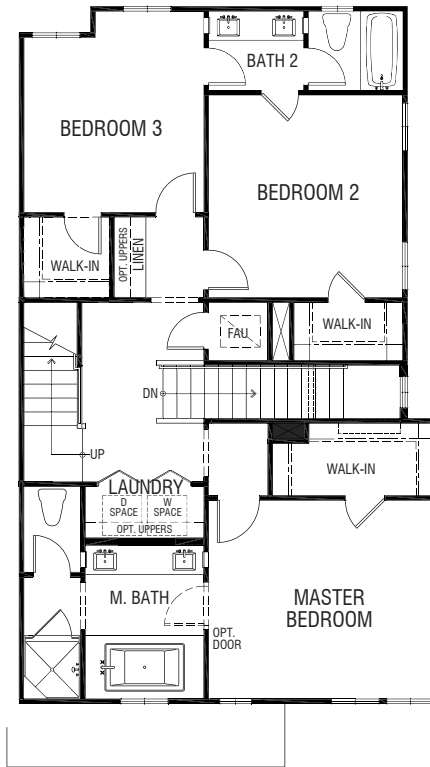 BATH 2
BEDROOM 3
BEDROOM 2
OPT. UPPERS
LINEN
WALK-IN
FAU
WALK-IN
DN
UP
WALK-IN
LAUNDRY
D
SPACE
W
SPACE
OPT. UPPERS
M. BATH
MASTER
BEDROOM
OPT.
DOOR